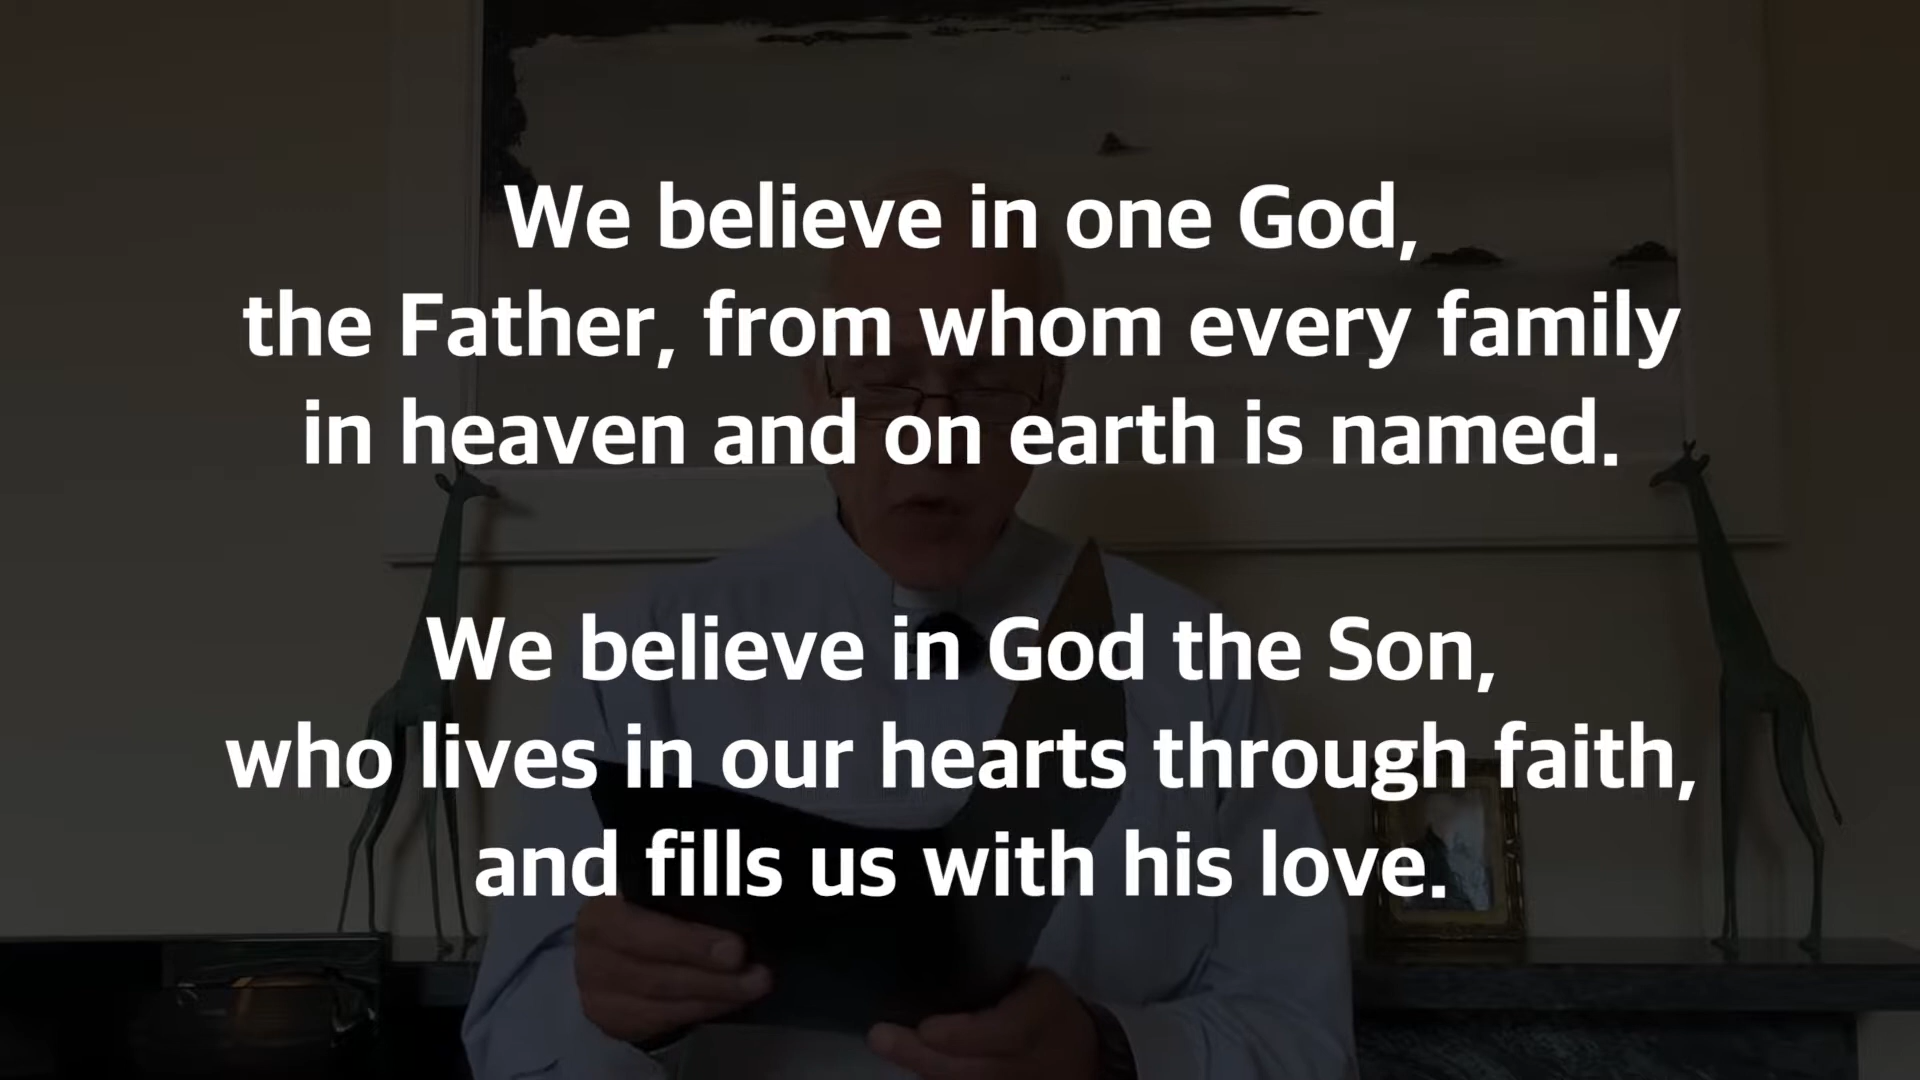 We believe in one God,
the Father, from whom every family
in heaven and on earth is named.
We believe in God the Son,
who lives in our hearts through faith,
and fills us with his love.